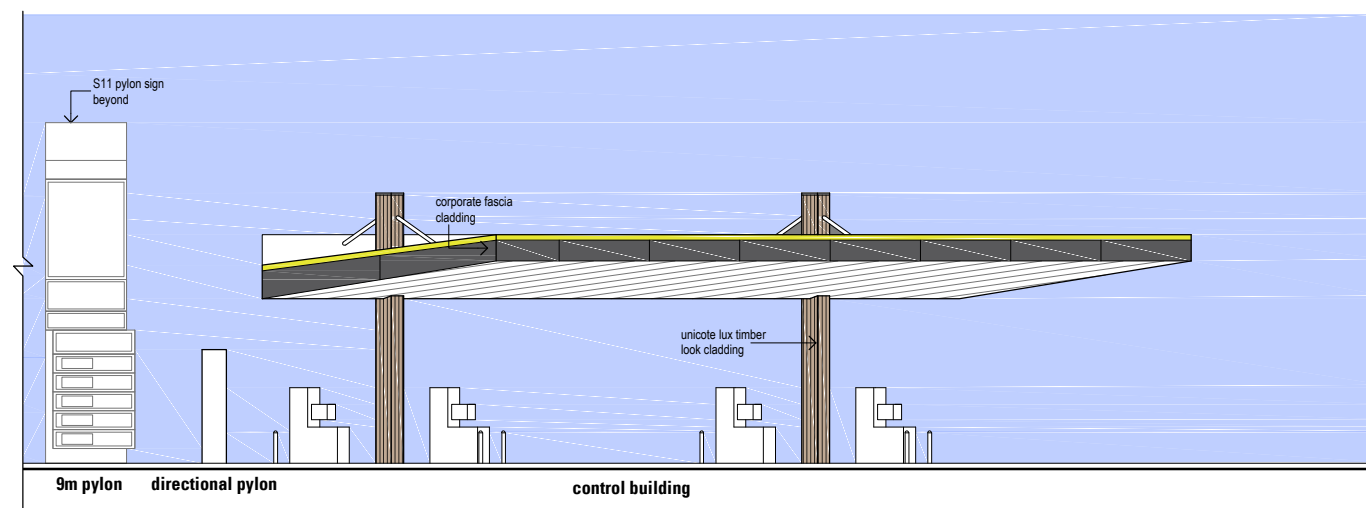 S11 pylon sign
beyond
corporate fascia
cladding
unicote lux timber
look cladding
9m pylon
directional pylon
control building